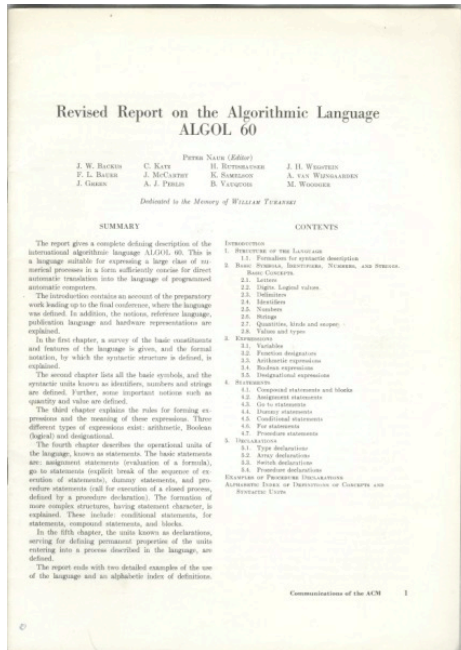 Revised Report on the Algorithmic Language
ALGOL 60
PETER NAUR (Editor)
J. W. BACKUS C. KATZ H. RUTISHAUSER J. H. WEGSTEIN
F. L. BAUER J. MCCARTHY K. SAMELSON A. VAN WIJNGAARDEN
J. GREEN A. J. PERLIS B. VAUQUOIS M. WOODGER
Dedicated to the Memory of WILLIAM TURANSKI
SUMMARY
The report gives a complete defining description of the
international algorithmic language ALGOL 60. This is
a language suitable for expressing a large class of nu-
merical processes in a form sufficiently concise for direct
automatic translation into the language of programmed
automatic computers.
The introduction contains an account of the preparatory
work leading up to the final conference, where the language
was defined. In addition, the notions, reference language,
publication language and hardware representations are
explained.
In the first chapter, a survey of the basic constituents
and features of the language is given, and the formal
notation, by which the syntactic structure is defined, is
explained.
The second chapter lists all the basic symbols, and the
syntactic units known as identifiers, numbers and strings
are defined. Further, some important notions such as
quantity and value are defined.
The third chapter explains the rules for forming ex-
pressions and the meaning of these expressions. Three
different types of expressions exist: arithmetic, Boolean
(logical) and designational.
The fourth chapter describes the operational units of
the language, known as statements. The basic statements
are: assignment statements (evaluation of a formula),
go to statements (explicit break of the sequence of ex-
ecution of statements), dummy statements, and pro-
cedure statements (call for execution of a closed process,
defined by a procedure declaration). The formation of
more complex structures, having statement character, is
explained. These include: conditional statements, for
statements, compound statements, and blocks.
In the fifth chapter, the units known as declarations,
serving for defining permanent properties of the units
entering into a process described in the language, are
defined.
The report ends with two detailed examples of the use
of the language and an alphabetic index of definitions.
CONTENTS
INTRODUCTION
1. STRUCTURE OF THE LANGUAGE
1.1. Formalism for syntactic description
2. BASIC SYMBOLS, IDENTIFIERS, NUMBERS, AND STRINGS.
BASIC CONCEPTS.
2.1. Letters
2.2. Digits. Logical values.
2.3. Delimiters
2.4. Identifiers
2.5. Numbers
2.6. Strings
2.7. Quantities, kinds and scopes
2.8. Values and types
3. EXPRESSIONS
3.1. Variables
3.2. Function designators
3.3. Arithmetic expressions
3.4. Boolean expressions
3.5. Designational expressions
4. STATEMENTS
4.1. Compound statements and blocks
4.2. Assignment statements
4.3. Go to statements
4.4. Dummy statements
4.5. Conditional statements
4.6. For statements
4.7. Procedure statements
5. DECLARATIONS
5.1. Type declarations
5.2. Array declarations
5.3. Switch declarations
5.4. Procedure declarations
EXAMPLES OF PROCEDURE DECLARATIONS
ALPHABETIC INDEX OF DEFINITIONS OF CONCEPTS AND
SYNTACTIC UNITS
Communications of the ACM 1